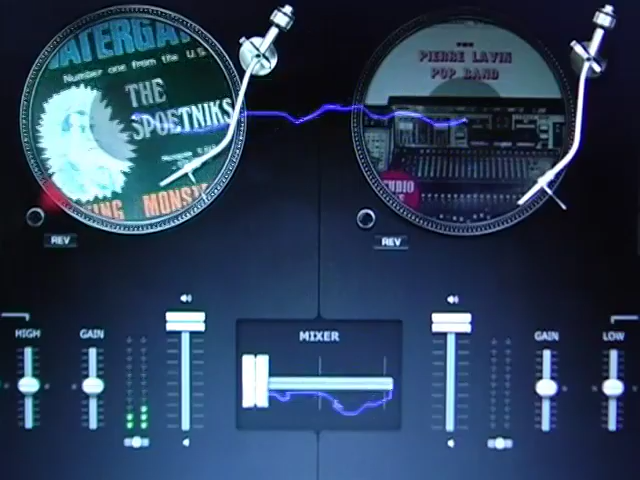 WATERGA
Number one from the U.S.
THE
SPOETNIKS
MONST
THE
PIERRE LAVIN
POP BAND
REV
REV
HIGH
GAIN
MIXER
GAIN
LOW